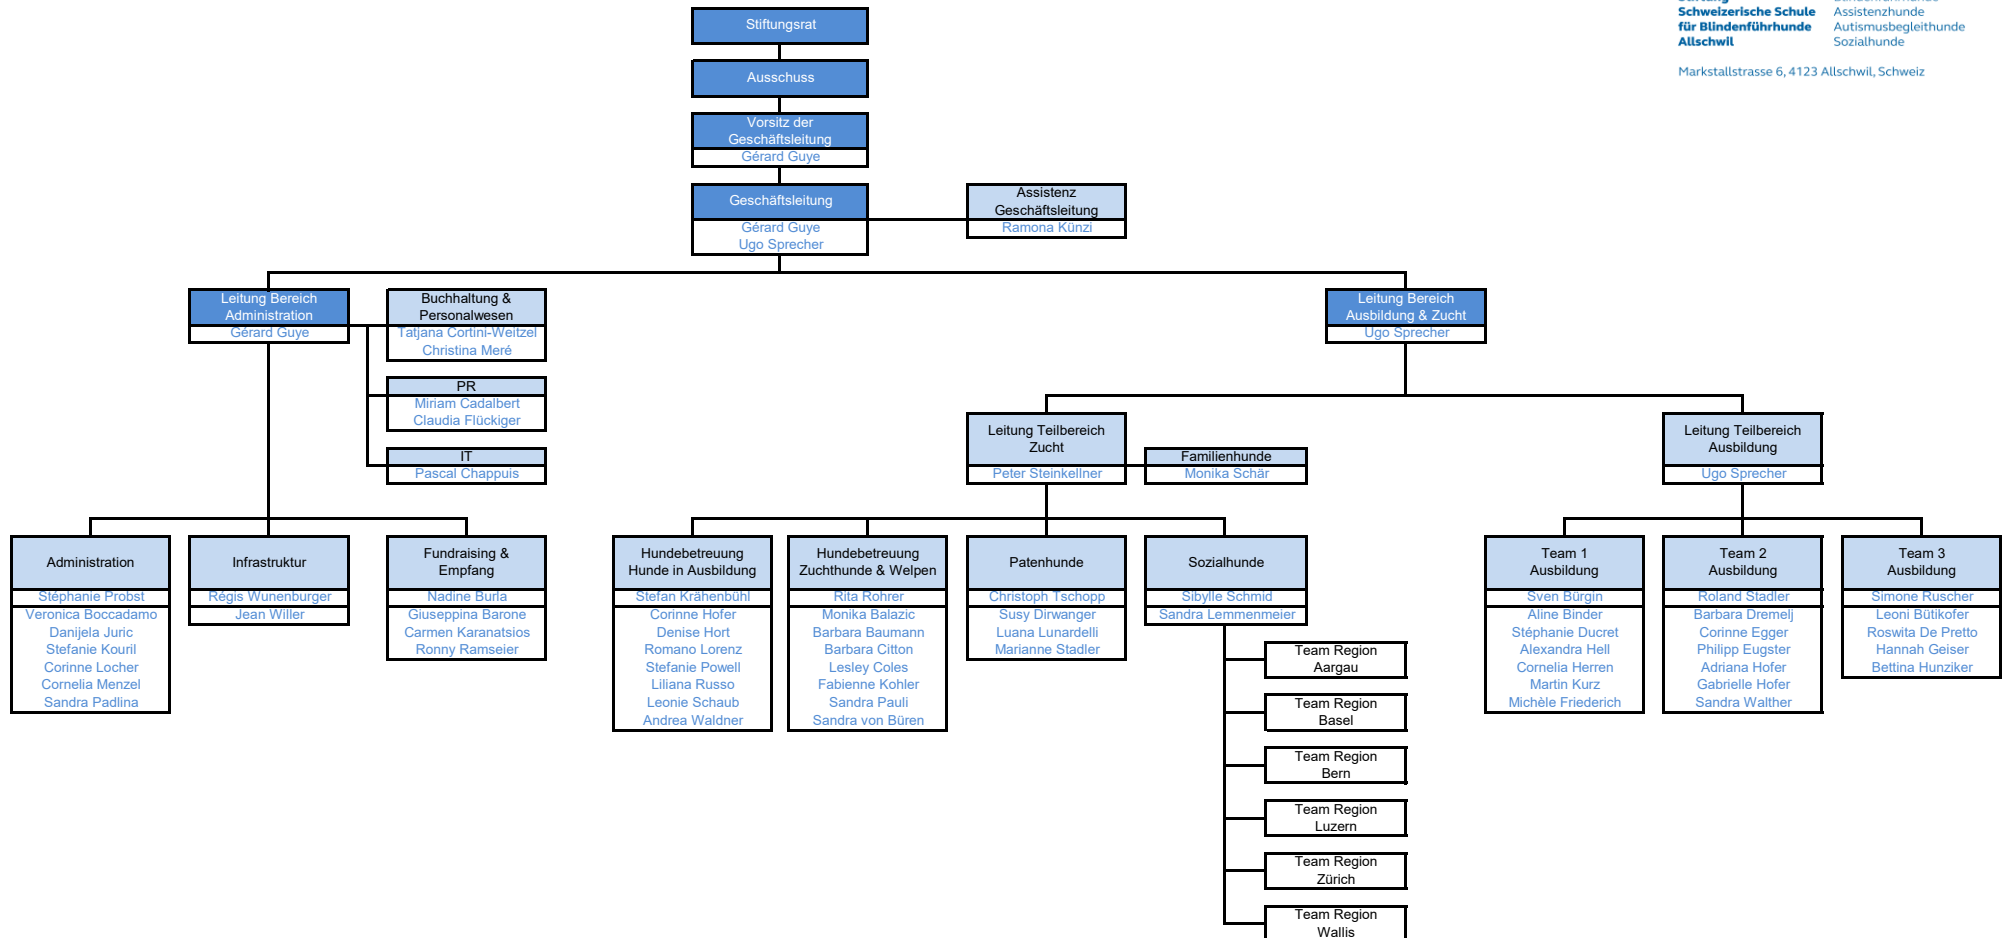 Schweizerische Schule
für Blindenführhunde
Allschwil
Assistenzhunde
Autismusbegleithunde
Sozialhunde
Markstallstrasse 6, 4123 Allschwil, Schweiz
Stiftungsrat
Ausschuss
Vorsitz der
Geschäftsleitung
Gérard Guye
Geschäftsleitung
Gérard Guye
Ugo Sprecher
Assistenz
Geschäftsleitung
Ramona Künzi
Leitung Bereich
Administration
Gérard Guye
Buchhaltung &
Personalwesen
Tatjana Cortini-Weitzel
Christina Meré
PR
Miriam Cadalbert
Claudia Flückiger
IT
Pascal Chappuis
Leitung Bereich
Ausbildung & Zucht
Ugo Sprecher
Leitung Teilbereich
Zucht
Peter Steinkellner
Familienhunde
Monika Schär
Leitung Teilbereich
Ausbildung
Ugo Sprecher
Administration
Stéphanie Probst
Veronica Boccadamo
Danijela Juric
Stefanie Kouril
Corinne Locher
Cornelia Menzel
Sandra Padlina
Infrastruktur
Régis Wunenburger
Jean Willer
Fundraising &
Empfang
Nadine Burla
Giuseppina Barone
Carmen Karanatsios
Ronny Ramseier
Hundebetreuung
Hunde in Ausbildung
Stefan Krähenbühl
Corinne Hofer
Denise Hort
Romano Lorenz
Stefanie Powell
Liliana Russo
Leonie Schaub
Andrea Waldner
Hundebetreuung
Zuchthunde & Welpen
Rita Rohrer
Monika Balazic
Barbara Baumann
Barbara Citton
Lesley Coles
Fabienne Kohler
Sandra Pauli
Sandra von Büren
Patenhunde
Christoph Tschopp
Susy Dirwanger
Luana Lunardelli
Marianne Stadler
Sozialhunde
Sibylle Schmid
Sandra Lemmenmeier
Team Region
Aargau
Team Region
Basel
Team Region
Bern
Team Region
Luzern
Team Region
Zürich
Team Region
Wallis
Team 1
Ausbildung
Sven Bürgin
Aline Binder
Stéphanie Ducret
Alexandra Hell
Cornelia Herren
Martin Kurz
Michèle Friederich
Team 2
Ausbildung
Roland Stadler
Barbara Dremelj
Corinne Egger
Philipp Eugster
Adriana Hofer
Gabrielle Hofer
Sandra Walther
Team 3
Ausbildung
Simone Ruscher
Leoni Bütikofer
Roswita De Pretto
Hannah Geiser
Bettina Hunziker